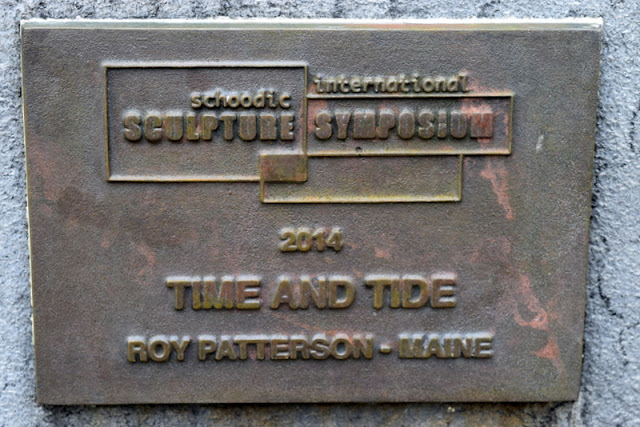 schoodic international
SCULPTURE SYMPOSIUM
2014
TIME AND TIDE
ROY PATTERSON - MAINE